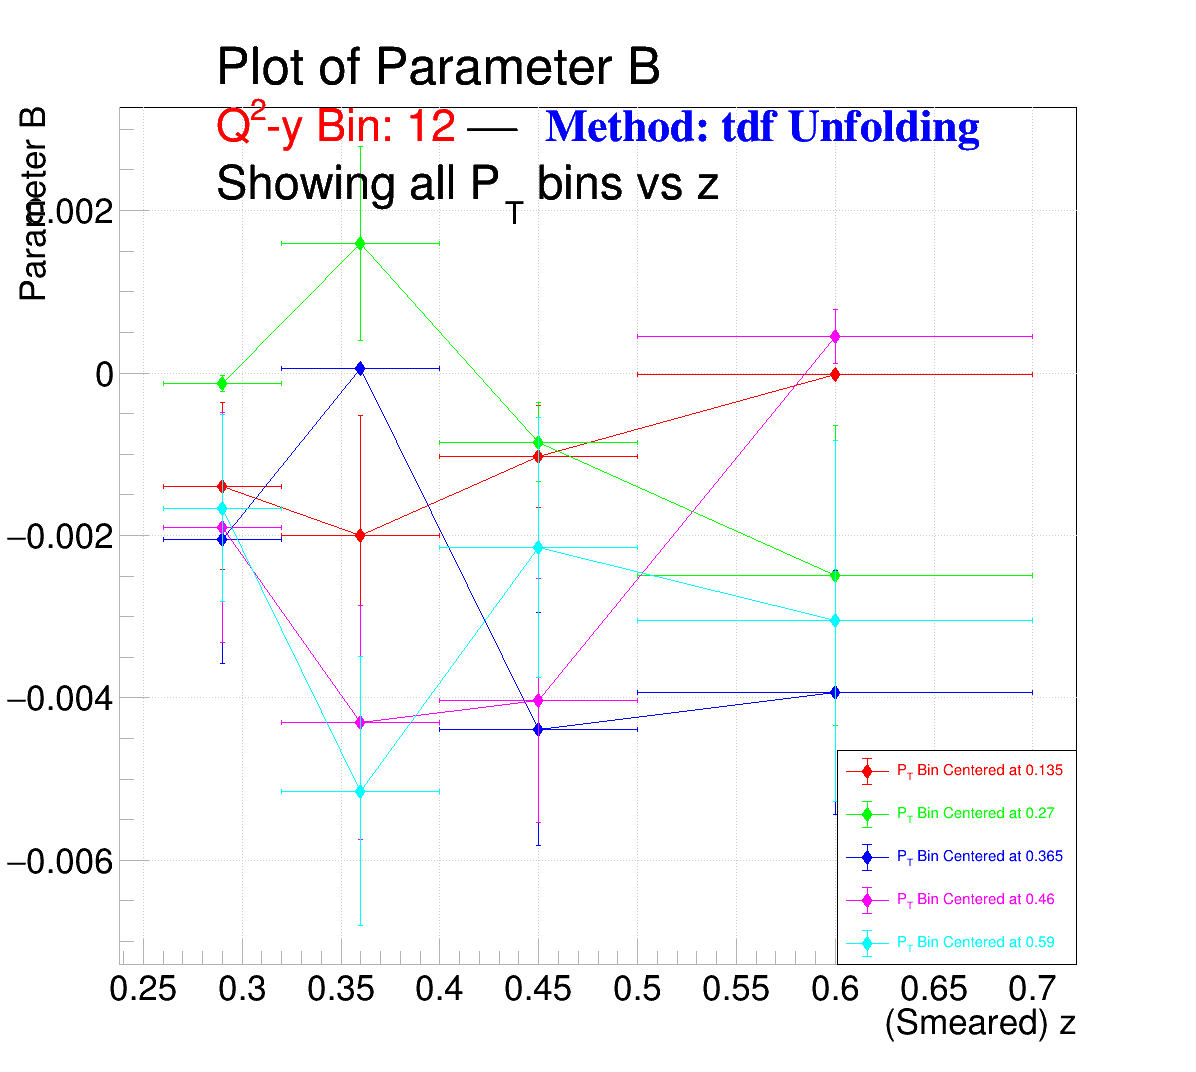 Plot of Parameter B
Q²-y Bin: 12 — Method: tdf Unfolding
Showing all P_T bins vs z
Parameter B
0.002
0
−0.002
−0.004
−0.006
0.25 0.3 0.35 0.4 0.45 0.5 0.55 0.6 0.65 0.7
(Smeared) z
P_T Bin Centered at 0.135
P_T Bin Centered at 0.27
P_T Bin Centered at 0.365
P_T Bin Centered at 0.46
P_T Bin Centered at 0.59